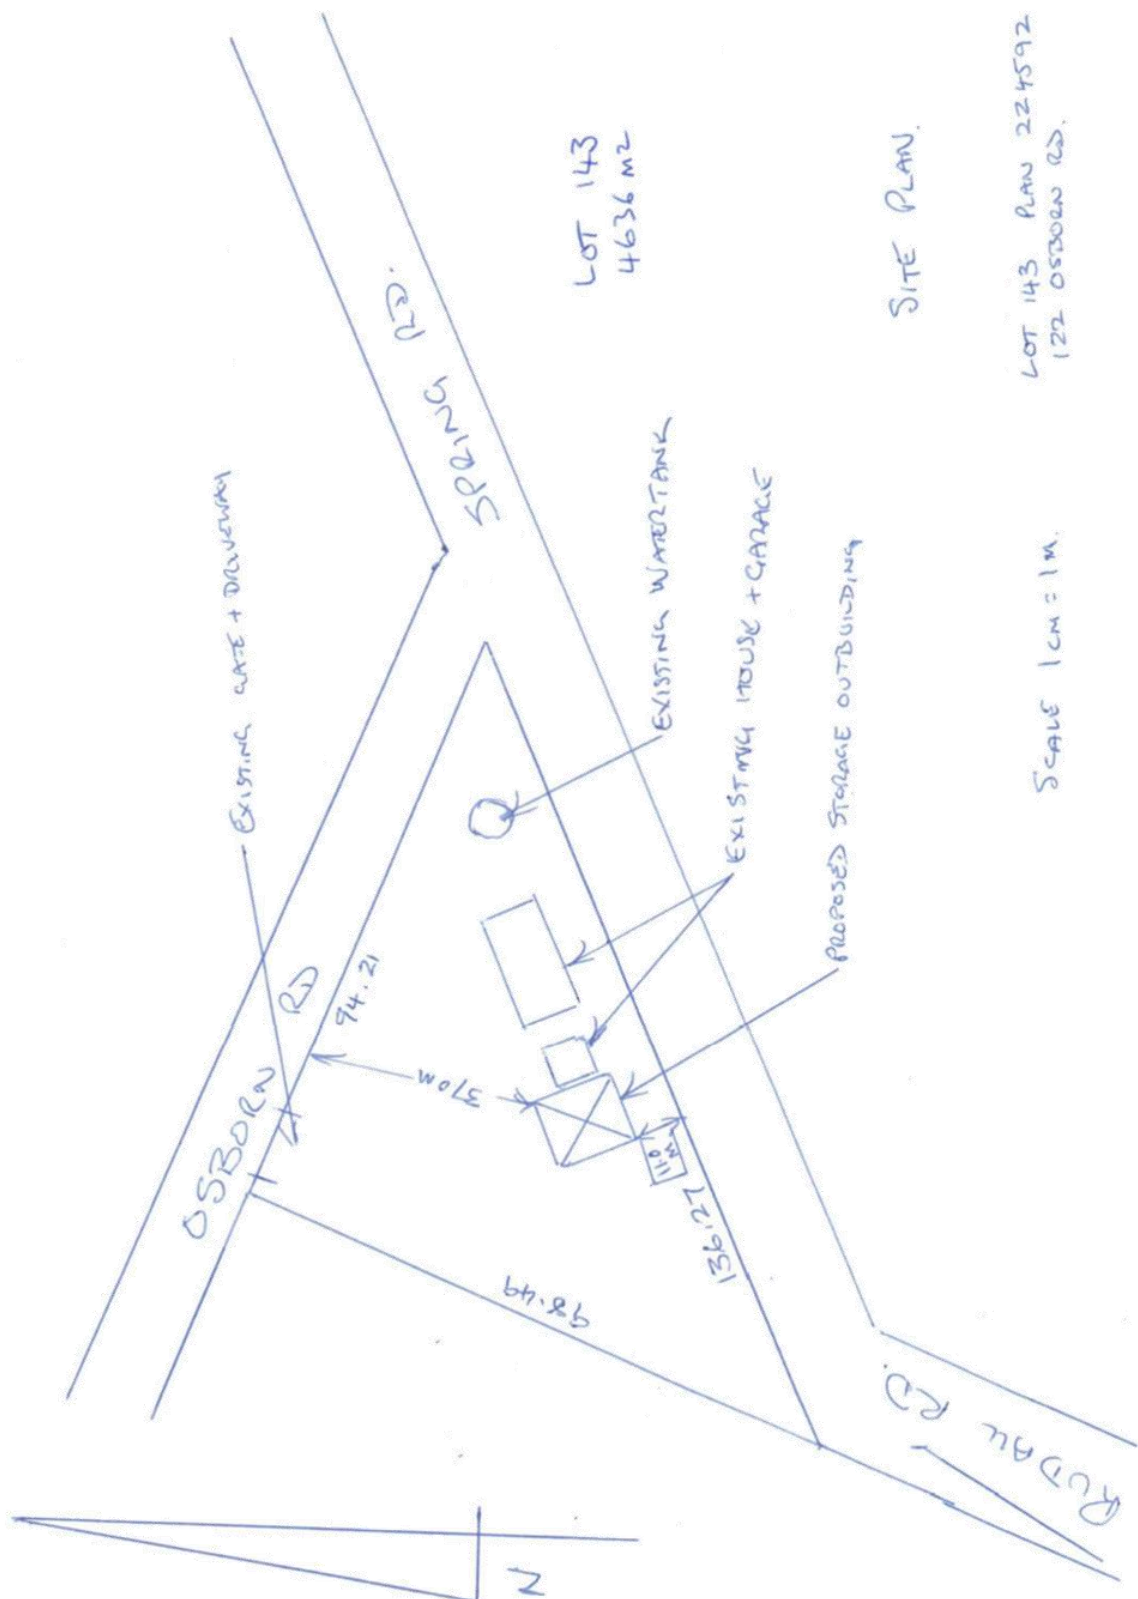 EXISTING GATE + DRIVEWAY
OSBORN RD
94.21
SPRING RD.
37.0M
98.49
11.0
M
136.27
EXISTING WATERTANK
EXISTING HOUSE + GARAGE
PROPOSED STORAGE OUTBUILDING
RUDALL RD.
N
LOT 143
4636 M2
SITE PLAN.
LOT 143 PLAN 224592
122 OSBORN RD.
SCALE 1CM = 1M.